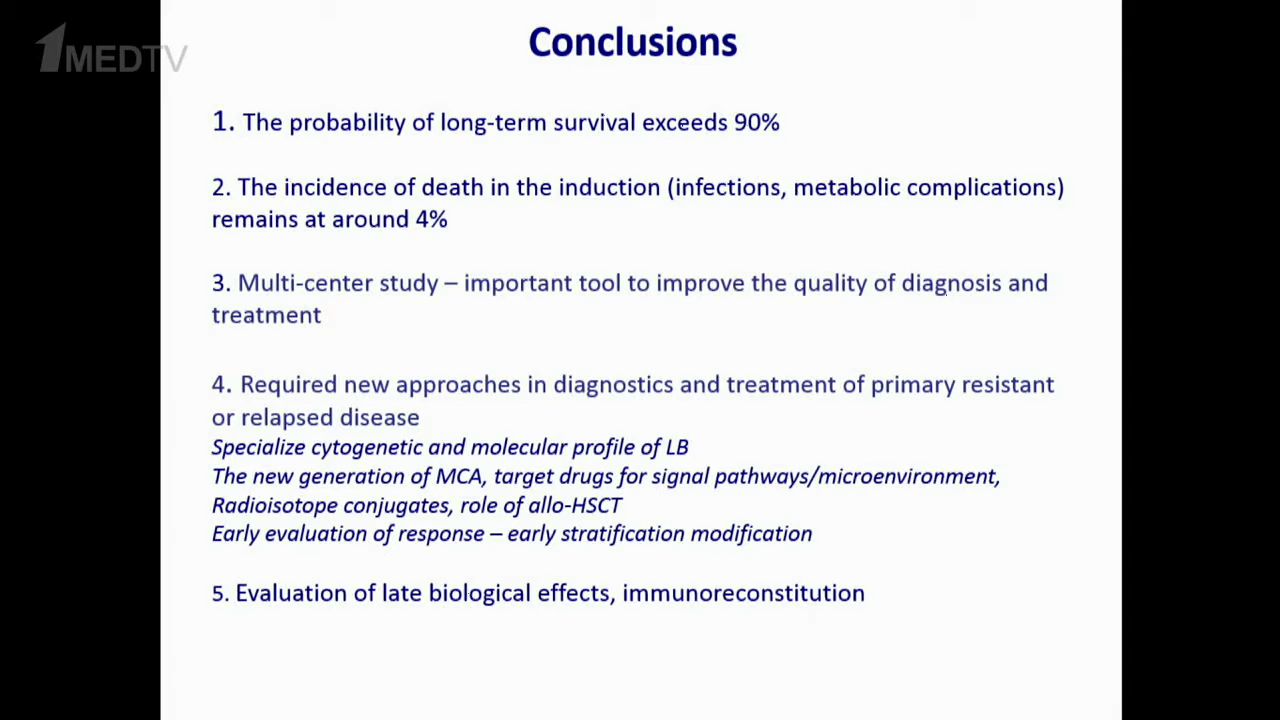 1MEDTV
Conclusions
1. The probability of long-term survival exceeds 90%
2. The incidence of death in the induction (infections, metabolic complications)
remains at around 4%
3. Multi-center study – important tool to improve the quality of diagnosis and
treatment
4. Required new approaches in diagnostics and treatment of primary resistant
or relapsed disease
Specialize cytogenetic and molecular profile of LB
The new generation of MCA, target drugs for signal pathways/microenvironment,
Radioisotope conjugates, role of allo-HSCT
Early evaluation of response – early stratification modification
5. Evaluation of late biological effects, immunoreconstitution